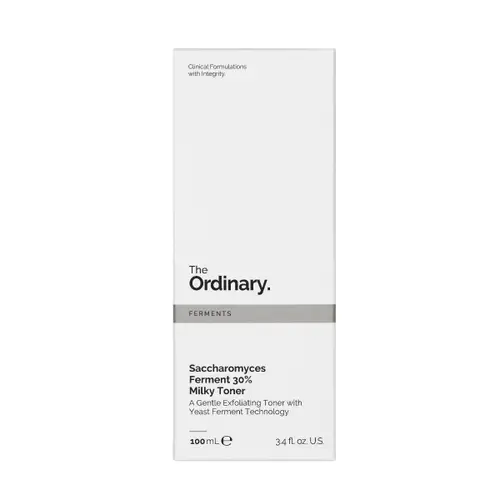 Clinical Formulations
with Integrity.
The
Ordinary.
FERMENTS
Saccharomyces
Ferment 30%
Milky Toner
A Gentle Exfoliating Toner with
Yeast Ferment Technology
100 mL ℮ 3.4 fl. oz. U.S.